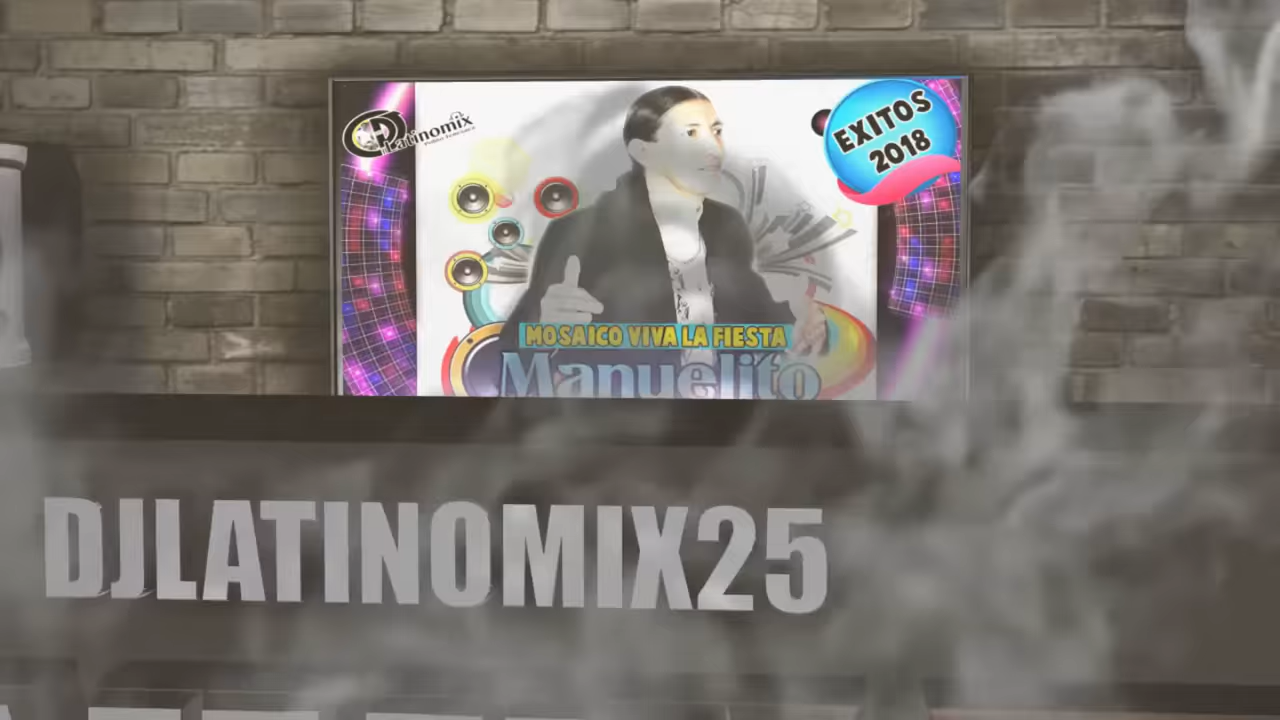 Latinomix
EXITOS
2018
MOSAICO VIVA LA FIESTA
Manuelito
DJLATINOMIX25